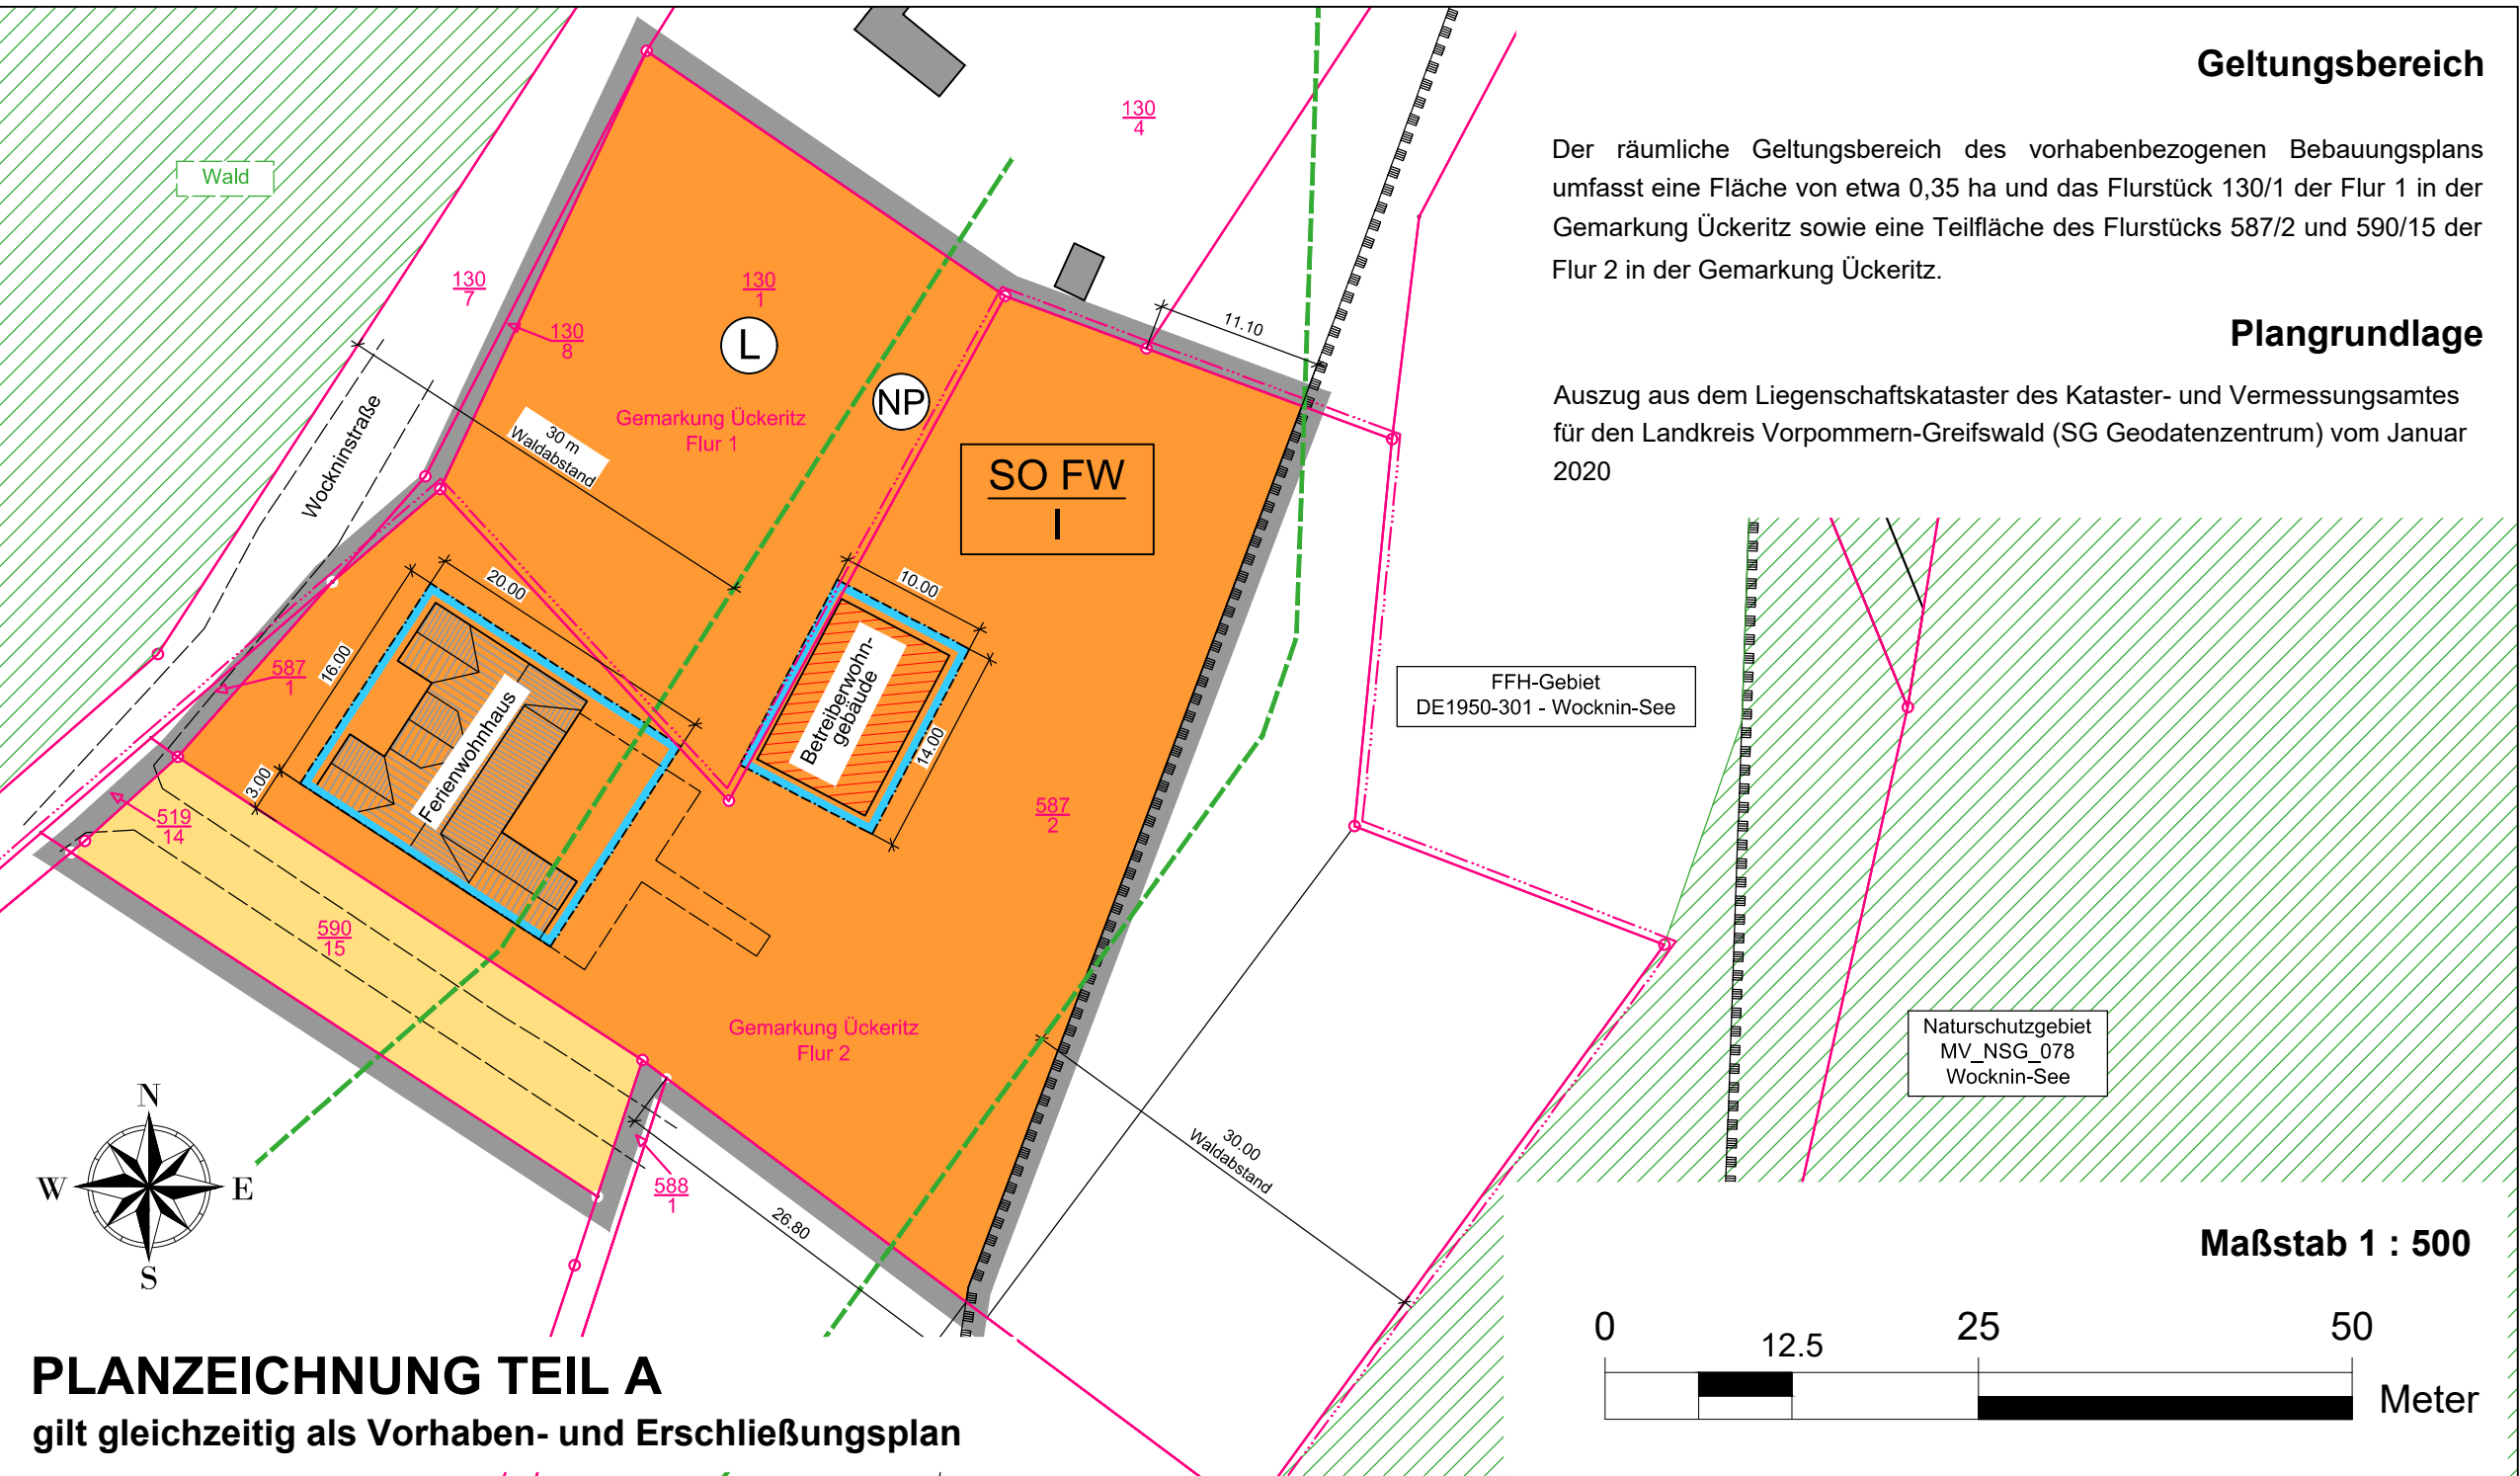 Geltungsbereich
Der räumliche Geltungsbereich des vorhabenbezogenen Bebauungsplans
umfasst eine Fläche von etwa 0,35 ha und das Flurstück 130/1 der Flur 1 in der
Gemarkung Ückeritz sowie eine Teilfläche des Flurstücks 587/2 und 590/15 der
Flur 2 in der Gemarkung Ückeritz.
Plangrundlage
Auszug aus dem Liegenschaftskataster des Kataster- und Vermessungsamtes
für den Landkreis Vorpommern-Greifswald (SG Geodatenzentrum) vom Januar
2020
Wald
130
4
130
7
130
1
130
8
L
NP
11.10
Gemarkung Ückeritz
Flur 1
30 m
Waldabstand
Wockninstraße
SO FW
I
20.00
10.00
16.00
14.00
3.00
Ferienwohnhaus
Betreiberwohn-
gebäude
587
1
519
14
587
2
590
15
FFH-Gebiet
DE1950-301 - Wocknin-See
Gemarkung Ückeritz
Flur 2
Naturschutzgebiet
MV_NSG_078
Wocknin-See
30.00
Waldabstand
588
1
26.80
N
W
E
S
Maßstab 1 : 500
0
12.5
25
50
Meter
PLANZEICHNUNG TEIL A
gilt gleichzeitig als Vorhaben- und Erschließungsplan